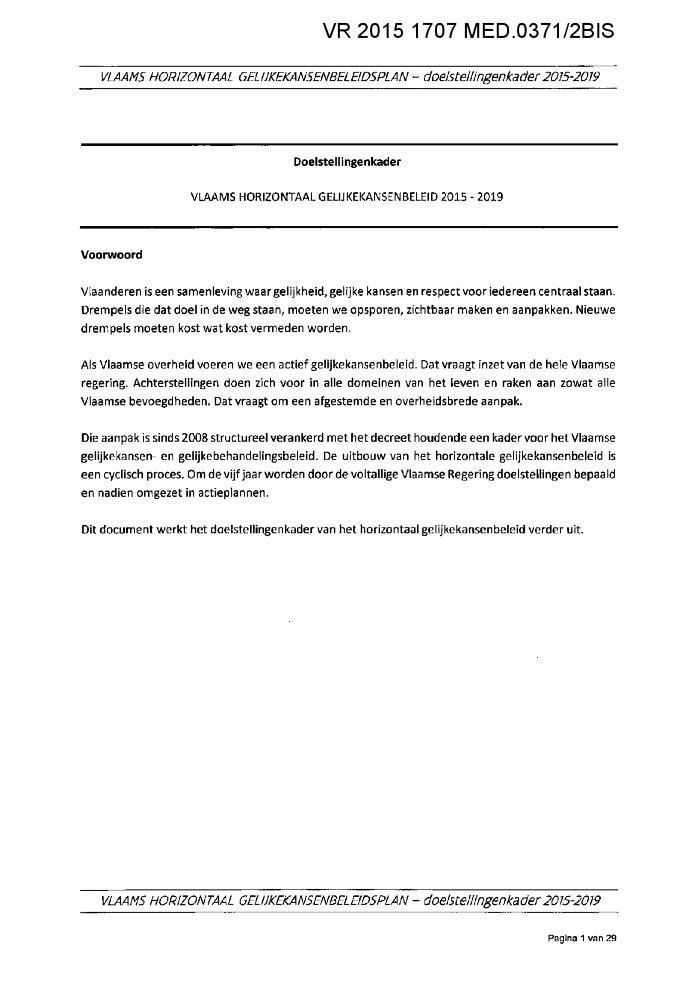 VR 2015 1707 MED.0371/2BIS
VLAAMS HORIZONTAAL GELIJKEKANSENBELEIDSPLAN – doelstellingenkader 2015-2019
Doelstellingenkader
VLAAMS HORIZONTAAL GELIJKEKANSENBELEID 2015 - 2019
Voorwoord
Vlaanderen is een samenleving waar gelijkheid, gelijke kansen en respect voor iedereen centraal staan.
Drempels die dat doel in de weg staan, moeten we opsporen, zichtbaar maken en aanpakken. Nieuwe
drempels moeten kost wat kost vermeden worden.
Als Vlaamse overheid voeren we een actief gelijkekansenbeleid. Dat vraagt inzet van de hele Vlaamse
regering. Achterstellingen doen zich voor in alle domeinen van het leven en raken aan zowat alle
Vlaamse bevoegdheden. Dat vraagt om een afgestemde en overheidsbrede aanpak.
Die aanpak is sinds 2008 structureel verankerd met het decreet houdende een kader voor het Vlaamse
gelijkekansen- en gelijkebehandelingsbeleid. De uitbouw van het horizontale gelijkekansenbeleid is
een cyclisch proces. Om de vijf jaar worden door de voltallige Vlaamse Regering doelstellingen bepaald
en nadien omgezet in actieplannen.
Dit document werkt het doelstellingenkader van het horizontaal gelijkekansenbeleid verder uit.
VLAAMS HORIZONTAAL GELIJKEKANSENBELEIDSPLAN – doelstellingenkader 2015-2019
Pagina 1 van 29